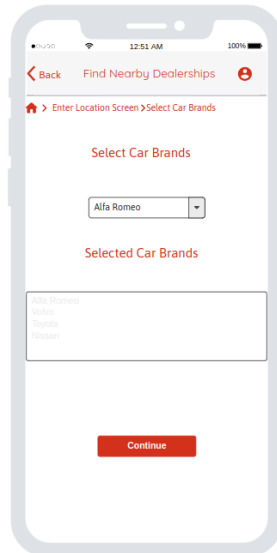 12:51 AM
100%
Back
Find Nearby Dealerships
Enter Location Screen
Select Car Brands
Select Car Brands
Alfa Romeo
Selected Car Brands
Alfa Romeo
Volvo
Toyota
Nissan
Continue